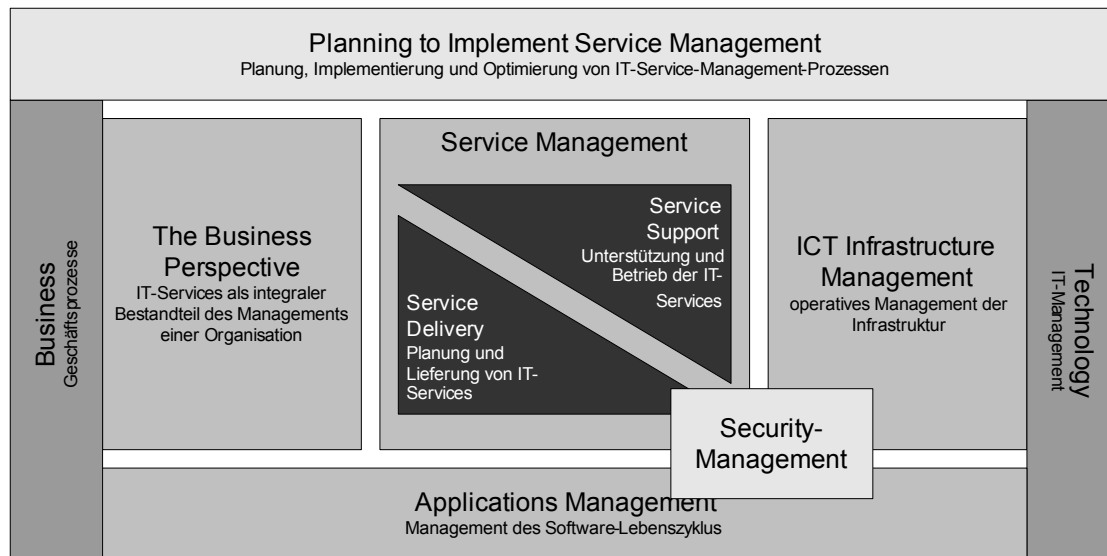 Planning to Implement Service Management
Planung, Implementierung und Optimierung von IT-Service-Management-Prozessen
Business
Geschäftsprozesse
The Business
Perspective
IT-Services als integraler
Bestandteil des Managements
einer Organisation
Service Management
Service
Support
Unterstützung und
Betrieb der IT-
Services
Service
Delivery
Planung und
Lieferung von IT-
Services
ICT Infrastructure
Management
operatives Management der
Infrastruktur
Technology
IT-Management
Security-
Management
Applications Management
Management des Software-Lebenszyklus